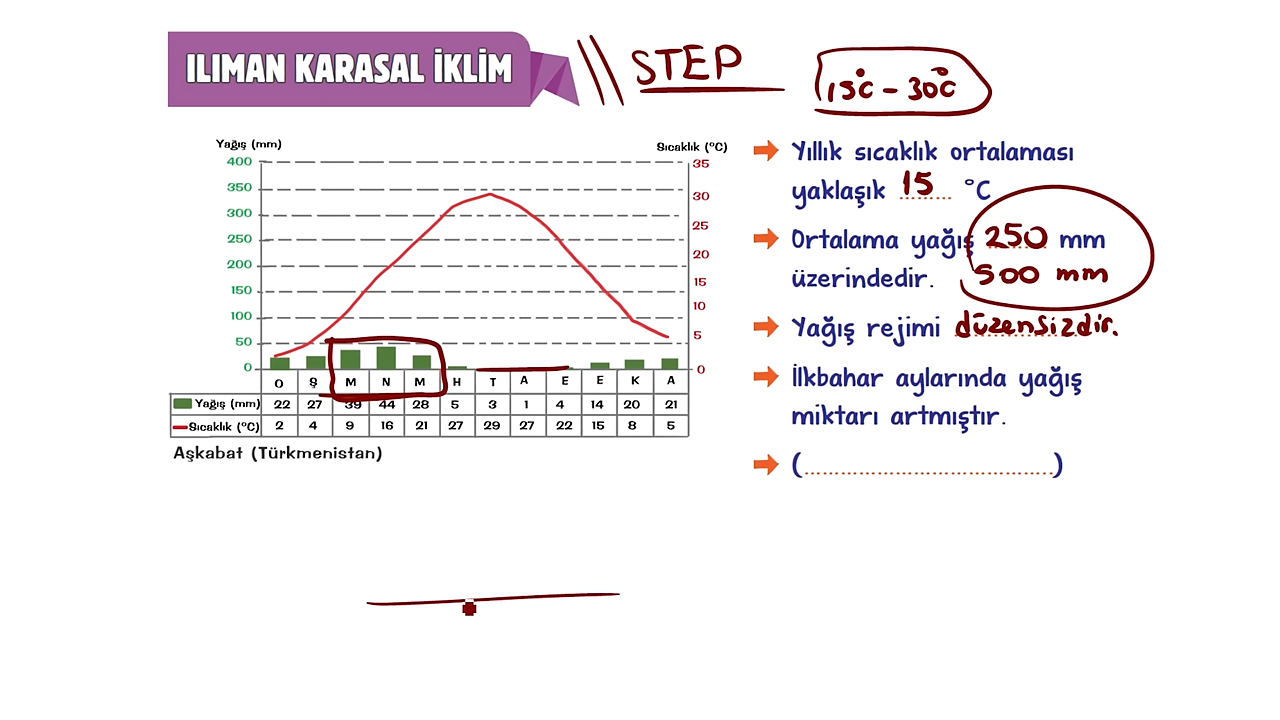 ILIMAN KARASAL İKLİM
STEP
15°C - 30°C
Yağış (mm)
Sıcaklık (°C)
400
350
300
250
200
150
100
50
0
35
30
25
20
15
10
5
0
O Ş M N M H T A E E K A
Yağış (mm) 22 27 39 44 28 5 3 1 4 14 20 21
Sıcaklık (°C) 2 4 9 16 21 27 29 27 22 15 8 5
Aşkabat (Türkmenistan)
Yıllık sıcaklık ortalaması
yaklaşık 15 °C
Ortalama yağış 250 mm
üzerindedir. 500 mm
Yağış rejimi düzensizdir.
İlkbahar aylarında yağış
miktarı artmıştır.
(........................................)